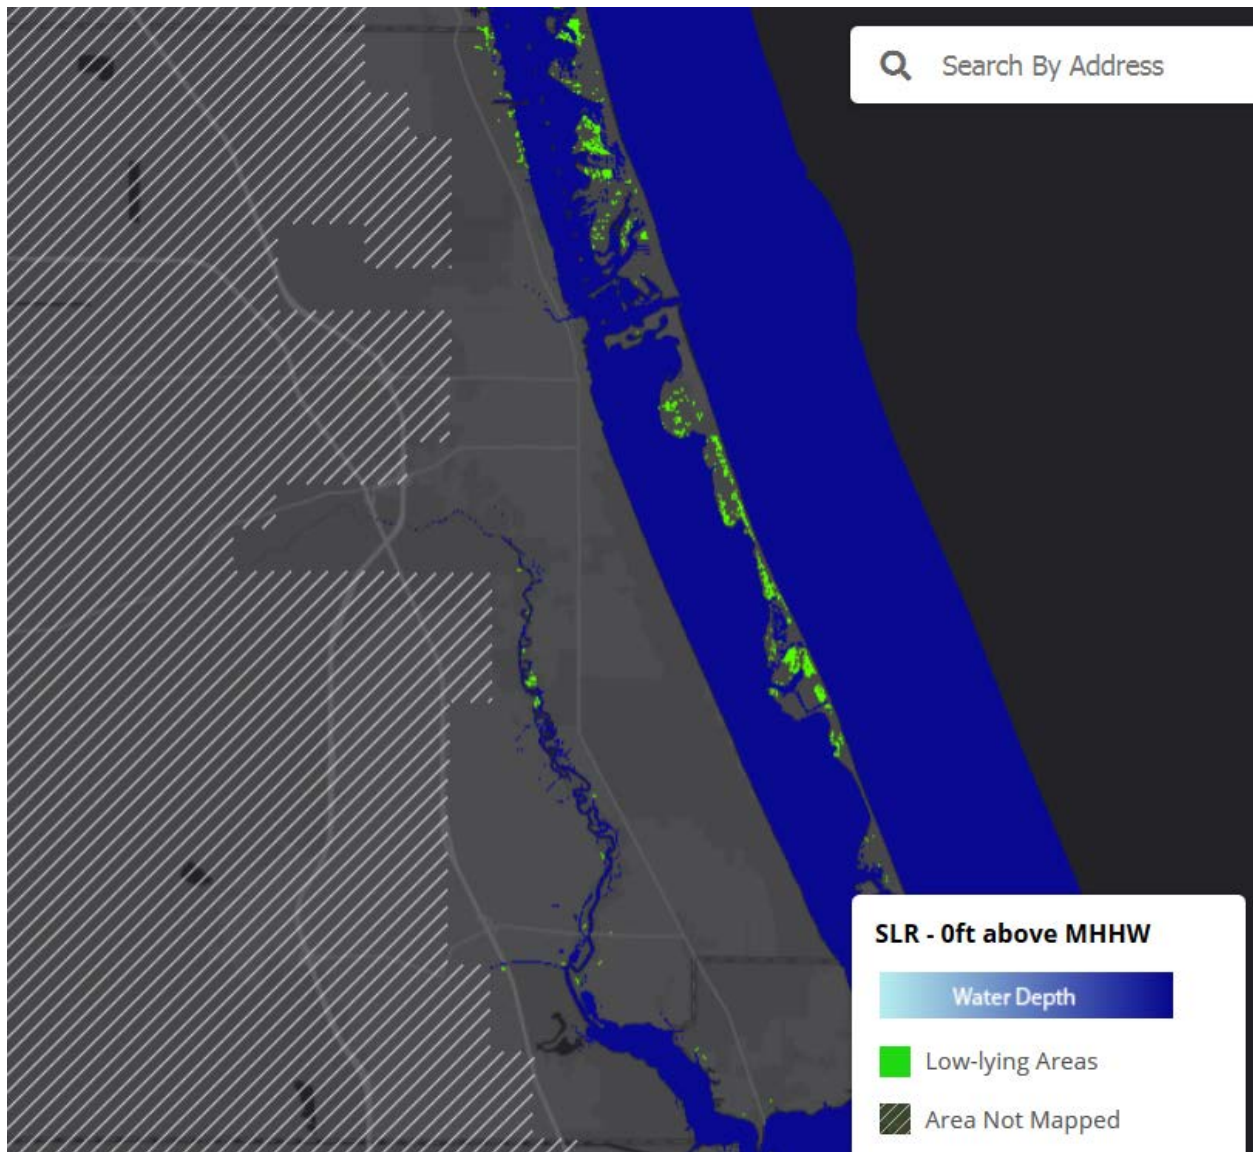 Search By Address
SLR - 0ft above MHHW
Water Depth
Low-lying Areas
Area Not Mapped